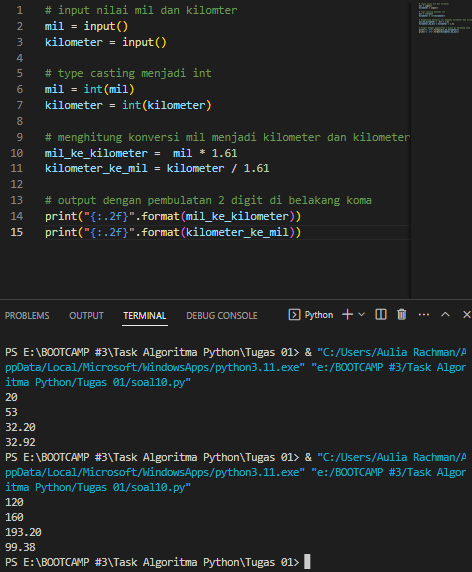 1 # input nilai mil dan kilomter
2 mil = input()
3 kilometer = input()
4
5 # type casting menjadi int
6 mil = int(mil)
7 kilometer = int(kilometer)
8
9 # menghitung konversi mil menjadi kilometer dan kilometer
10 mil_ke_kilometer =  mil * 1.61
11 kilometer_ke_mil = kilometer / 1.61
12
13 # output dengan pembulatan 2 digit di belakang koma
14 print("{:.2f}".format(mil_ke_kilometer))
15 print("{:.2f}".format(kilometer_ke_mil))
PROBLEMS OUTPUT TERMINAL DEBUG CONSOLE Python
PS E:\BOOTCAMP #3\Task Algoritma Python\Tugas 01> & "C:/Users/Aulia Rachman/A
ppData/Local/Microsoft/WindowsApps/python3.11.exe" "e:/BOOTCAMP #3/Task Algor
itma Python/Tugas 01/soal10.py"
20
53
32.20
32.92
PS E:\BOOTCAMP #3\Task Algoritma Python\Tugas 01> & "C:/Users/Aulia Rachman/A
ppData/Local/Microsoft/WindowsApps/python3.11.exe" "e:/BOOTCAMP #3/Task Algor
itma Python/Tugas 01/soal10.py"
120
160
193.20
99.38
PS E:\BOOTCAMP #3\Task Algoritma Python\Tugas 01>